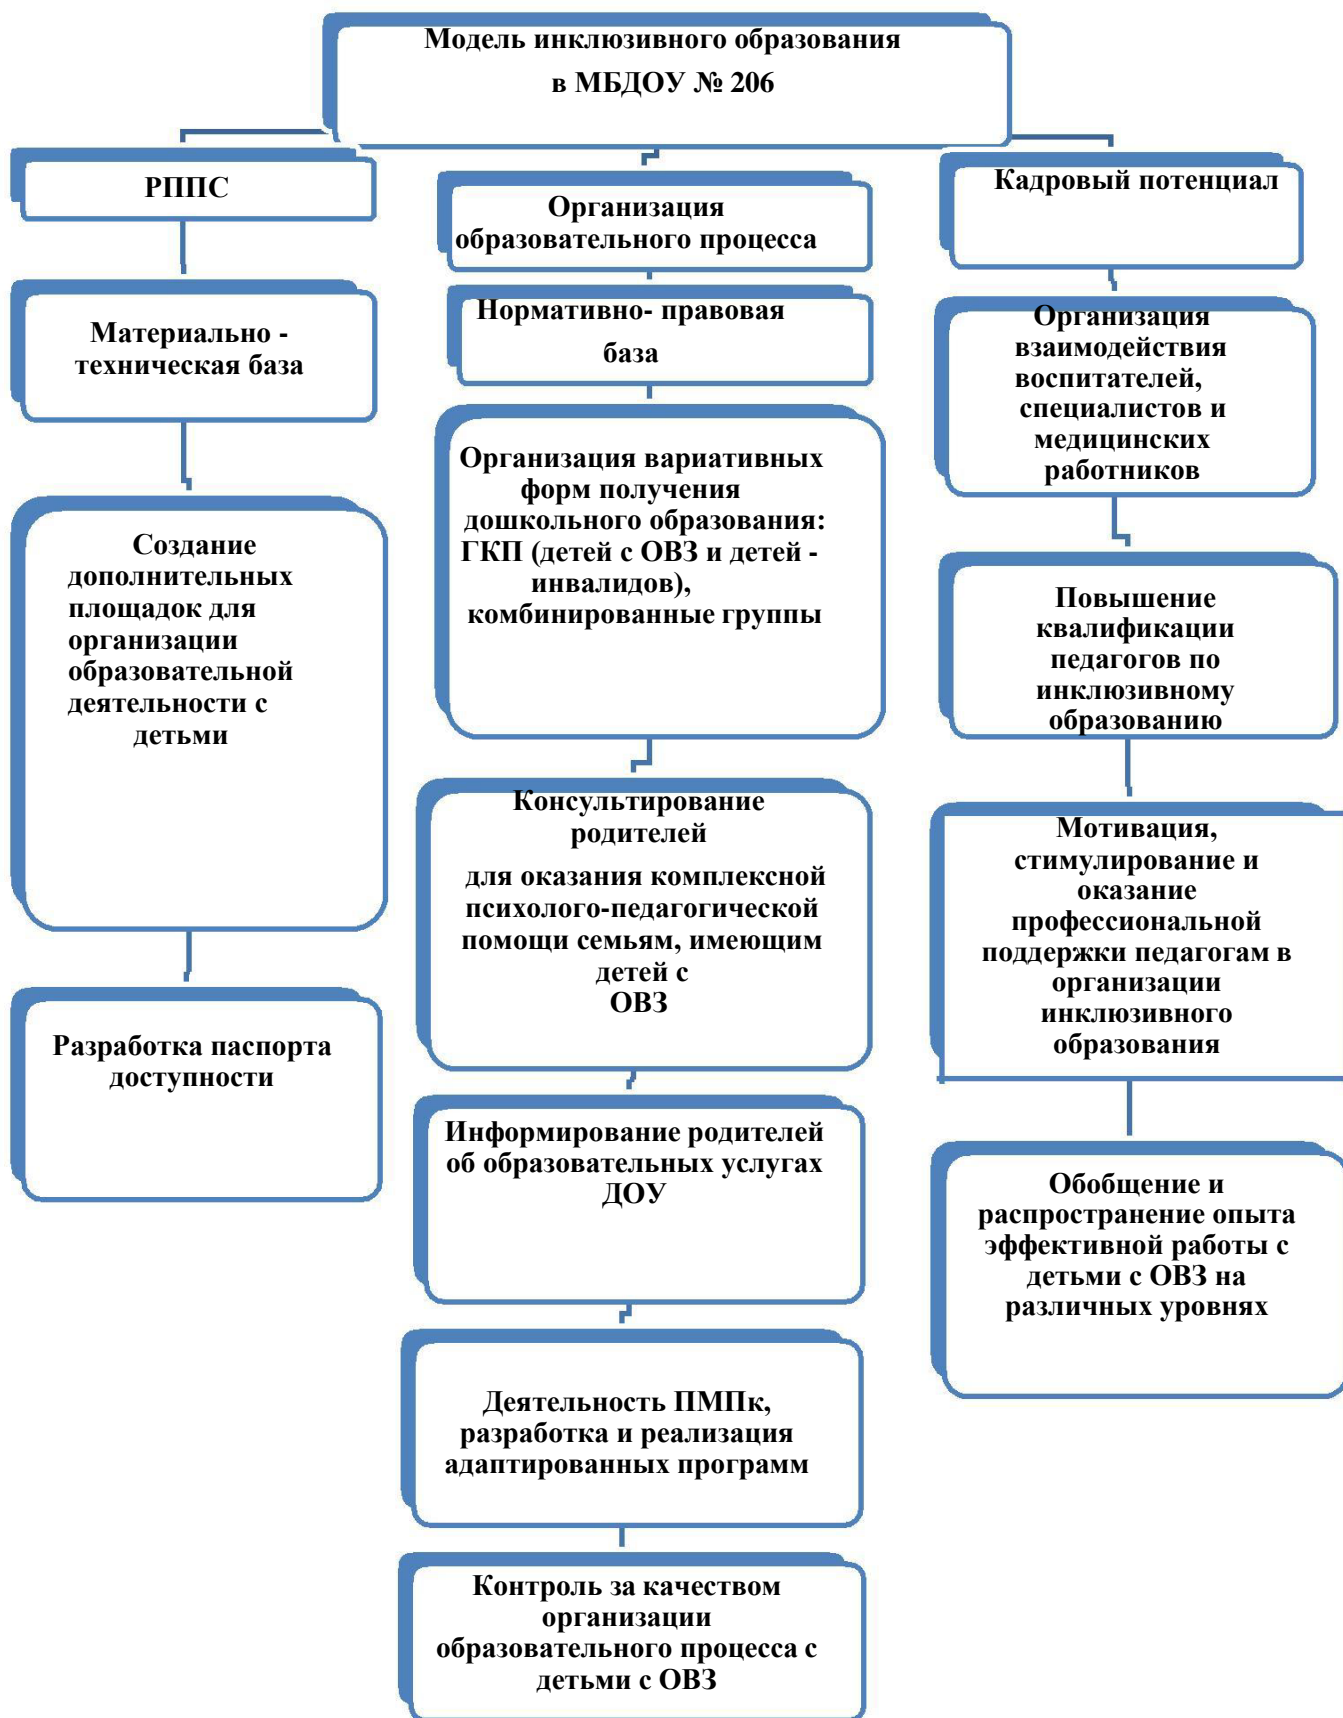 Модель инклюзивного образования
в МБДОУ № 206
РППС
Материально -
техническая база
Создание
дополнительных
площадок для
организации
образовательной
деятельности с
детьми
Разработка паспорта
доступности
Организация
образовательного процесса
Нормативно- правовая
база
Организация вариативных
форм получения
дошкольного образования:
ГКП (детей с ОВЗ и детей -
инвалидов),
комбинированные группы
Консультирование
родителей
для оказания комплексной
психолого-педагогической
помощи семьям, имеющим
детей с
ОВЗ
Информирование родителей
об образовательных услугах
ДОУ
Деятельность ПМПк,
разработка и реализация
адаптированных программ
Контроль за качеством
организации
образовательного процесса с
детьми с ОВЗ
Кадровый потенциал
Организация
взаимодействия
воспитателей,
специалистов и
медицинских
работников
Повышение
квалификации
педагогов по
инклюзивному
образованию
Мотивация,
стимулирование и
оказание
профессиональной
поддержки педагогам в
организации
инклюзивного
образования
Обобщение и
распространение опыта
эффективной работы с
детьми с ОВЗ на
различных уровнях